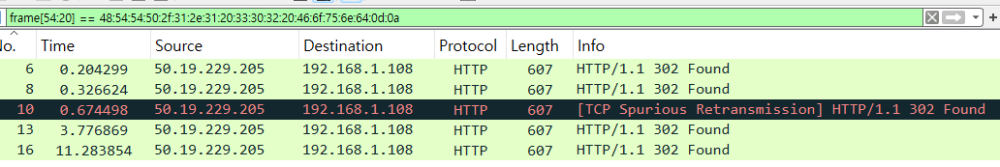 frame[54:20] == 48:54:54:50:2f:31:2e:31:20:33:30:32:20:46:6f:75:6e:64:0d:0a
No. Time Source Destination Protocol Length Info
6 0.204299 50.19.229.205 192.168.1.108 HTTP 607 HTTP/1.1 302 Found
8 0.326624 50.19.229.205 192.168.1.108 HTTP 607 HTTP/1.1 302 Found
10 0.674498 50.19.229.205 192.168.1.108 HTTP 607 [TCP Spurious Retransmission] HTTP/1.1 302 Found
13 3.776869 50.19.229.205 192.168.1.108 HTTP 607 HTTP/1.1 302 Found
16 11.283854 50.19.229.205 192.168.1.108 HTTP 607 HTTP/1.1 302 Found